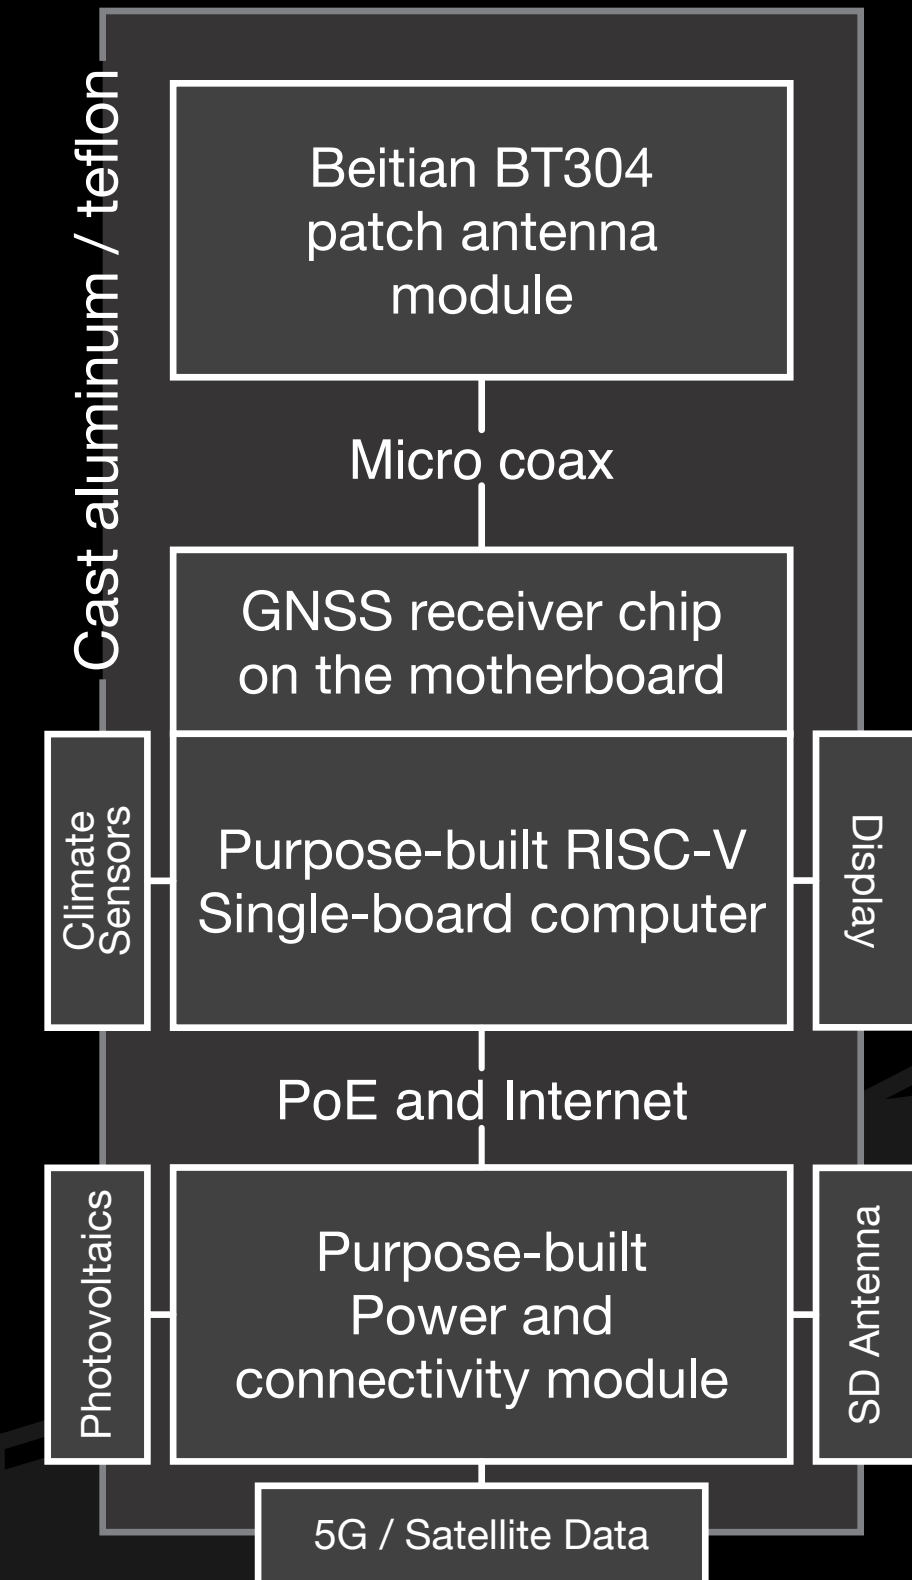 Cast aluminum / teflon
Beitian BT304
patch antenna
module
Micro coax
GNSS receiver chip
on the motherboard
Climate
Sensors
Purpose-built RISC-V
Single-board computer
Display
PoE and Internet
Photovoltaics
Purpose-built
Power and
connectivity module
SD Antenna
5G / Satellite Data